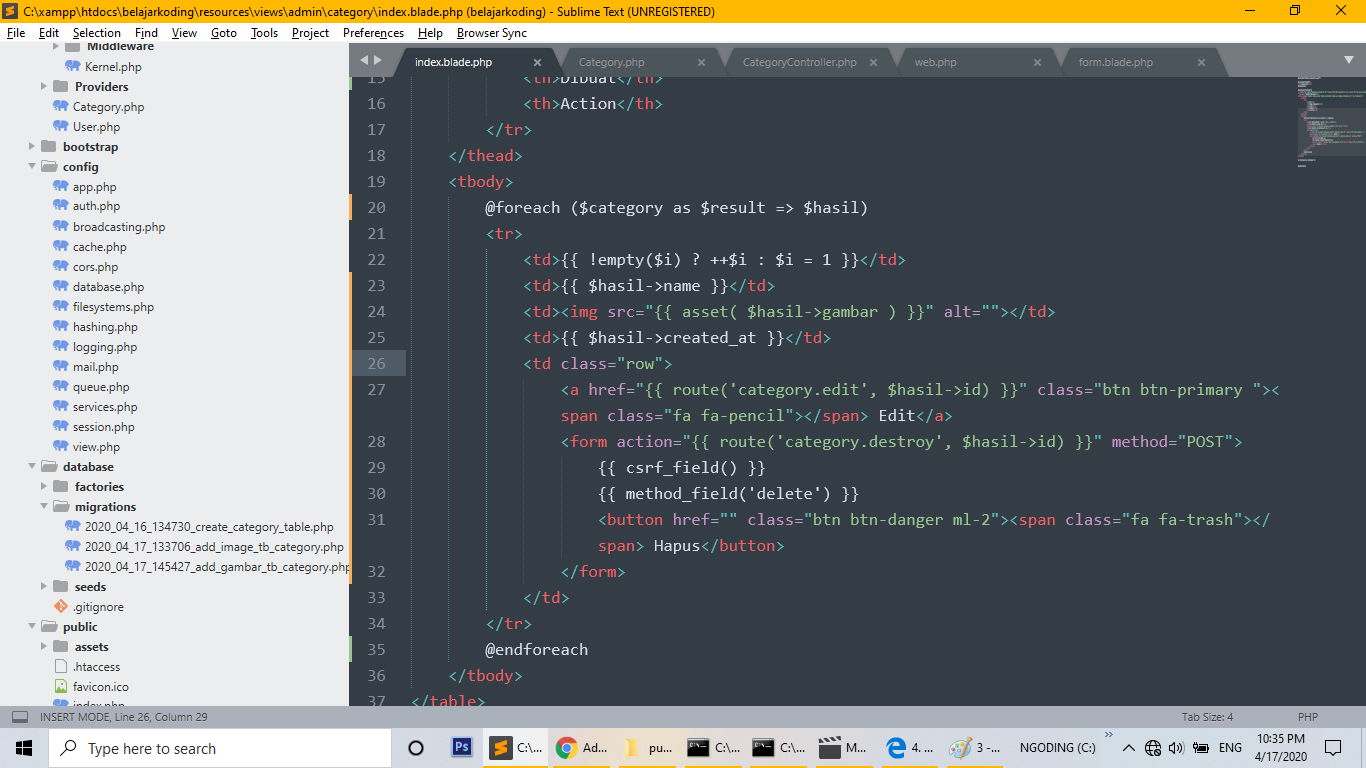 C:\xampp\htdocs\belajarkoding\resources\views\admin\category\index.blade.php (belajarkoding) - Sublime Text (UNREGISTERED)
File Edit Selection Find View Goto Tools Project Preferences Help Browser Sync
Middleware
Kernel.php
Providers
Category.php
User.php
bootstrap
config
app.php
auth.php
broadcasting.php
cache.php
cors.php
database.php
filesystems.php
hashing.php
logging.php
mail.php
queue.php
services.php
session.php
view.php
database
factories
migrations
2020_04_16_134730_create_category_table.php
2020_04_17_133706_add_image_tb_category.php
2020_04_17_145427_add_gambar_tb_category.php
seeds
.gitignore
public
assets
.htaccess
favicon.ico
index.php
index.blade.php Category.php CategoryController.php web.php form.blade.php
15 <th>Dibuat</th>
16 <th>Action</th>
17 </tr>
18 </thead>
19 <tbody>
20 @foreach ($category as $result => $hasil)
21 <tr>
22 <td>{{ !empty($i) ? ++$i : $i = 1 }}</td>
23 <td>{{ $hasil->name }}</td>
24 <td><img src="{{ asset( $hasil->gambar ) }}" alt=""></td>
25 <td>{{ $hasil->created_at }}</td>
26 <td class="row">
27 <a href="{{ route('category.edit', $hasil->id) }}" class="btn btn-primary "><
span class="fa fa-pencil"></span> Edit</a>
28 <form action="{{ route('category.destroy', $hasil->id) }}" method="POST">
29 {{ csrf_field() }}
30 {{ method_field('delete') }}
31 <button href="" class="btn btn-danger ml-2"><span class="fa fa-trash"></
span> Hapus</button>
32 </form>
33 </td>
34 </tr>
35 @endforeach
36 </tbody>
37 </table>
INSERT MODE, Line 26, Column 29 Tab Size: 4 PHP
Type here to search Ps C:\... Ad... pu... C:\... C:\... M... 4. ... 3 -... NGODING (C:) ENG 10:35 PM
4/17/2020